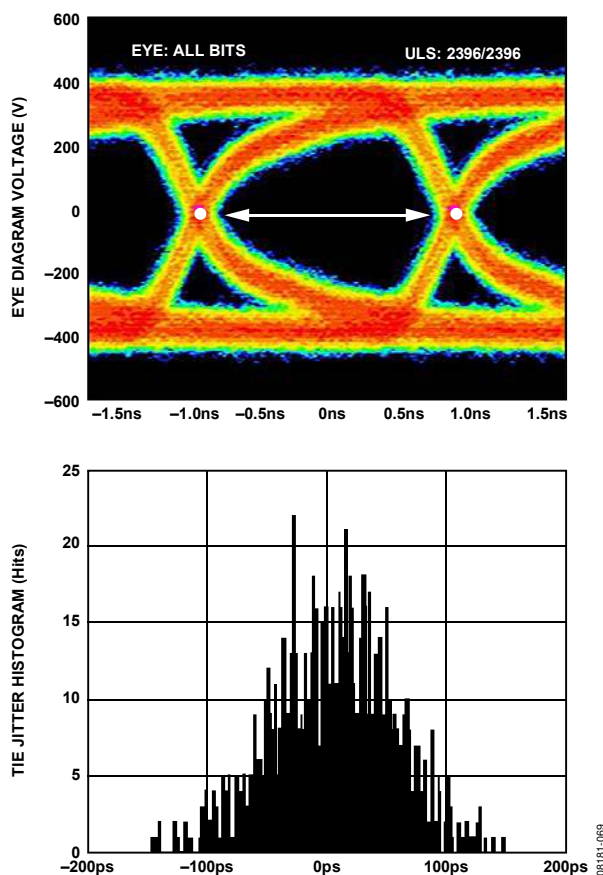 600
EYE: ALL BITS
ULS: 2396/2396
400
200
0
–200
–400
–600
EYE DIAGRAM VOLTAGE (V)
–1.5ns –1.0ns –0.5ns 0ns 0.5ns 1.0ns 1.5ns
25
20
15
10
5
0
TIE JITTER HISTOGRAM (Hits)
–200ps –100ps 0ps 100ps 200ps
08181-069